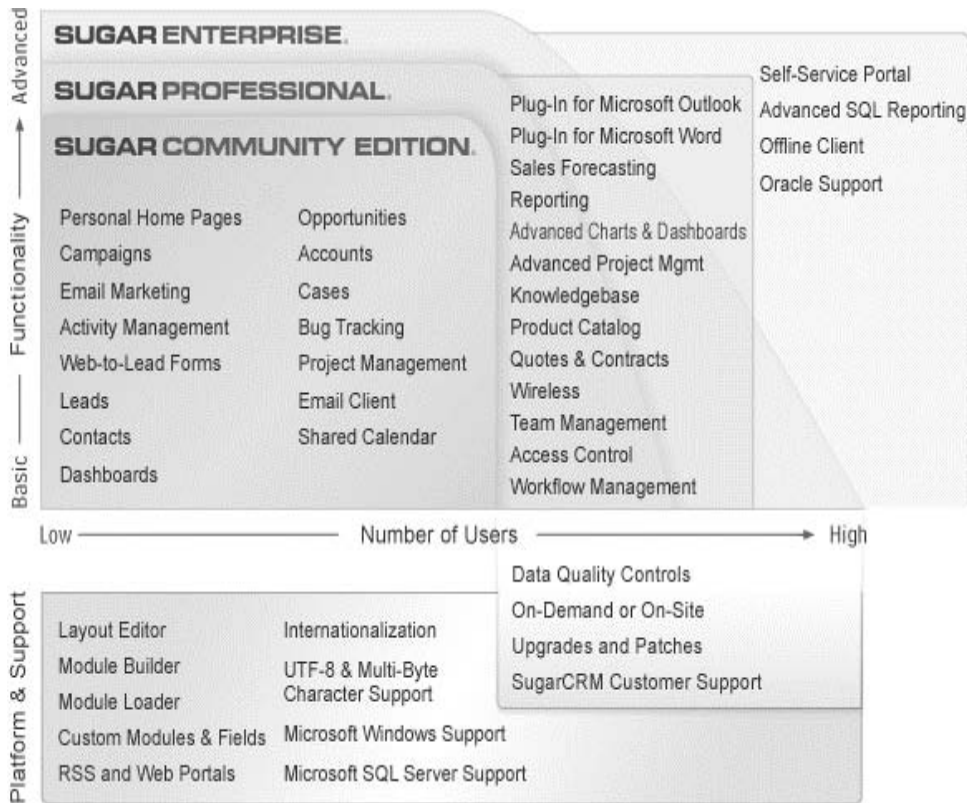 SUGAR ENTERPRISE.
SUGAR PROFESSIONAL.
SUGAR COMMUNITY EDITION.
Personal Home Pages
Campaigns
Email Marketing
Activity Management
Web-to-Lead Forms
Leads
Contacts
Dashboards
Opportunities
Accounts
Cases
Bug Tracking
Project Management
Email Client
Shared Calendar
Plug-In for Microsoft Outlook
Plug-In for Microsoft Word
Sales Forecasting
Reporting
Advanced Charts & Dashboards
Advanced Project Mgmt
Knowledgebase
Product Catalog
Quotes & Contracts
Wireless
Team Management
Access Control
Workflow Management
Self-Service Portal
Advanced SQL Reporting
Offline Client
Oracle Support
Advanced
Functionality
Basic
Low
Number of Users
High
Platform & Support
Layout Editor
Module Builder
Module Loader
Custom Modules & Fields
RSS and Web Portals
Internationalization
UTF-8 & Multi-Byte
Character Support
Microsoft Windows Support
Microsoft SQL Server Support
Data Quality Controls
On-Demand or On-Site
Upgrades and Patches
SugarCRM Customer Support